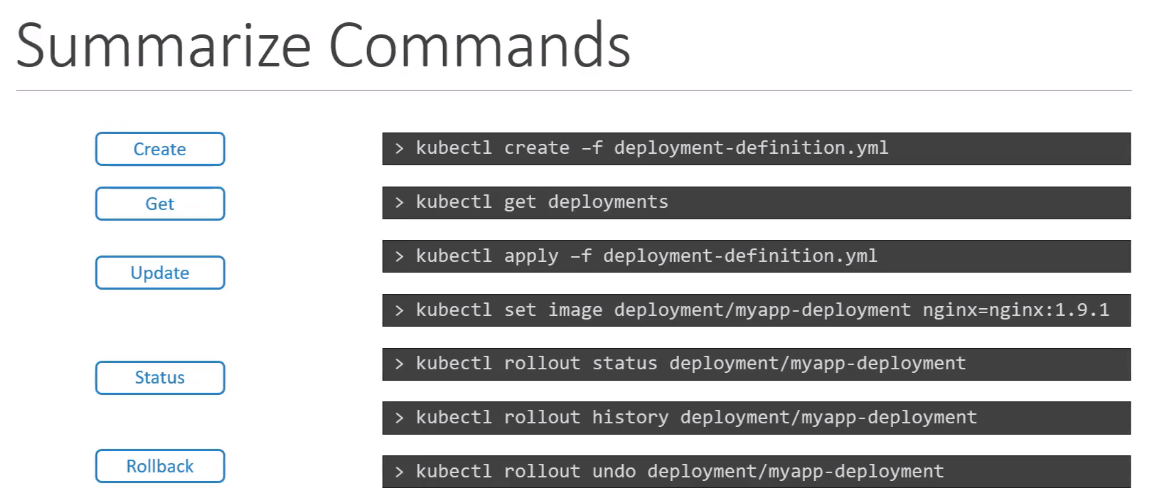 Summarize Commands
Create
> kubectl create –f deployment-definition.yml
Get
> kubectl get deployments
Update
> kubectl apply –f deployment-definition.yml
> kubectl set image deployment/myapp-deployment nginx=nginx:1.9.1
Status
> kubectl rollout status deployment/myapp-deployment
> kubectl rollout history deployment/myapp-deployment
Rollback
> kubectl rollout undo deployment/myapp-deployment